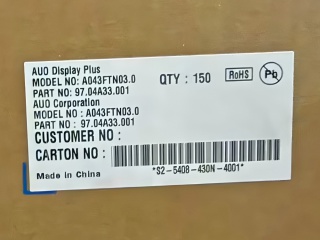 AUO Display Plus
MODEL NO: A043FTN03.0 QTY : 150 RoHS Pb
PART NO: 97.04A33.001
AUO Corporation
MODEL NO : A043FTN03.0
PART NO : 97.04A33.001
CUSTOMER NO :
CARTON NO :
*S2-5408-430N-4001*
Made in China